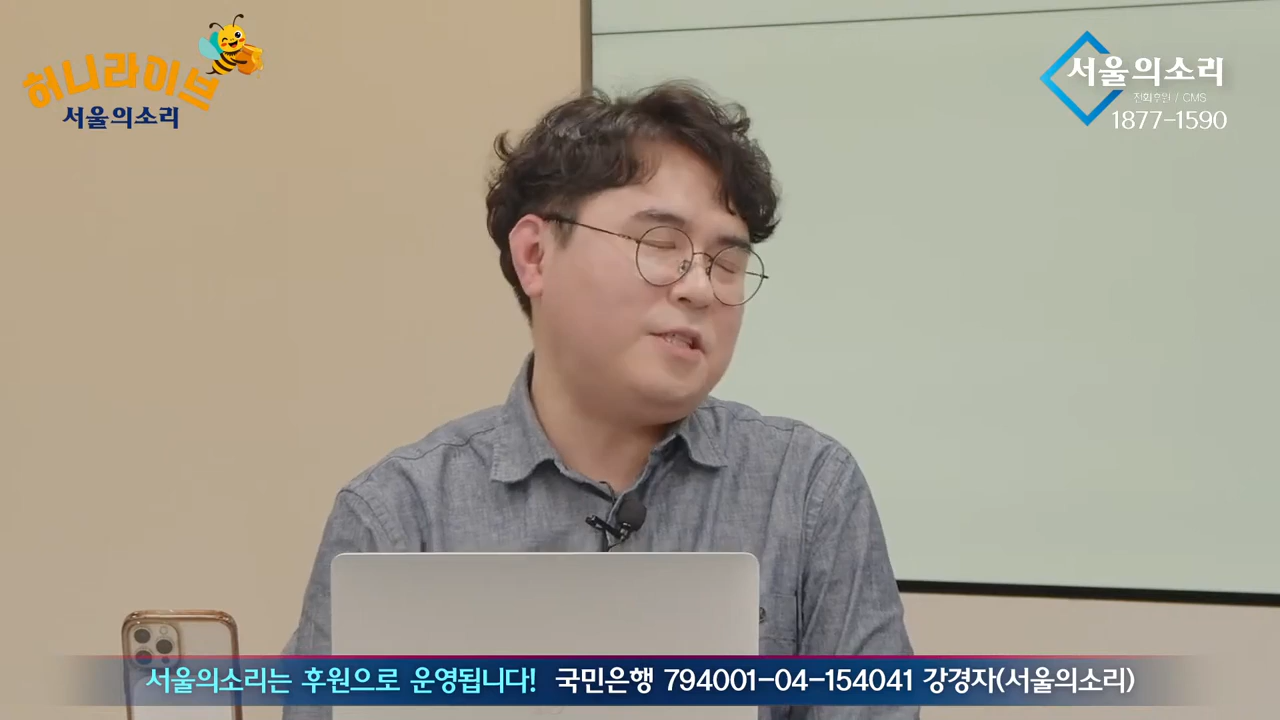 허니라이브
서울의소리
서울의소리
전화후원 / CMS
1877-1590
서울의소리는 후원으로 운영됩니다! 국민은행 794001-04-154041 강경자(서울의소리)